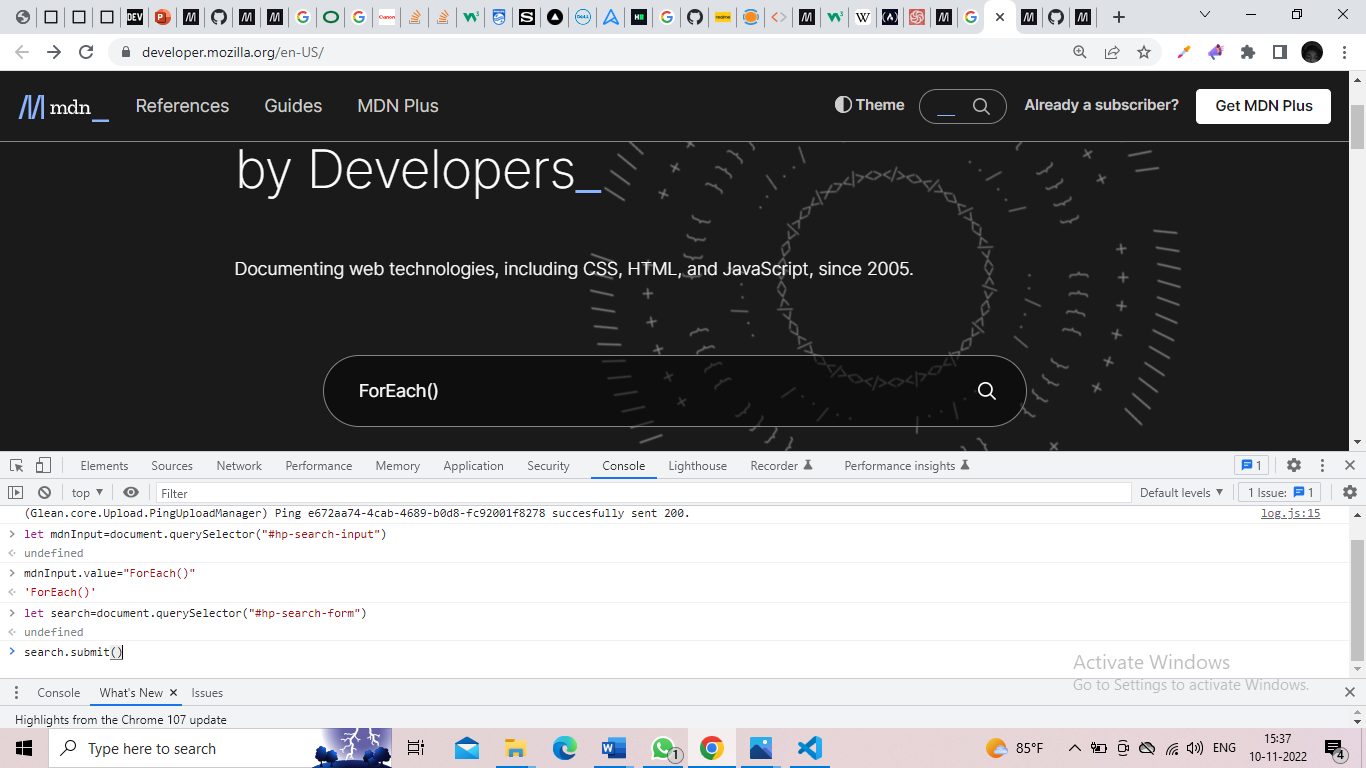 DEV
Canon
DELL
realme
W
developer.mozilla.org/en-US/
mdn_
References
Guides
MDN Plus
Theme
Already a subscriber?
Get MDN Plus
by Developers_
Documenting web technologies, including CSS, HTML, and JavaScript, since 2005.
ForEach()
Elements
Sources
Network
Performance
Memory
Application
Security
Console
Lighthouse
Recorder
Performance insights
1
top ▼
Filter
Default levels ▼
1 Issue: 1
(Glean.core.Upload.PingUploadManager) Ping e672aa74-4cab-4689-b0d8-fc92001f8278 succesfully sent 200.
log.js:15
> let mdnInput=document.querySelector("#hp-search-input")
undefined
> mdnInput.value="ForEach()"
'ForEach()'
> let search=document.querySelector("#hp-search-form")
undefined
> search.submit()
Activate Windows
Go to Settings to activate Windows.
Console
What's New
Issues
Highlights from the Chrome 107 update
Type here to search
1
85°F
ENG
15:37
10-11-2022
4